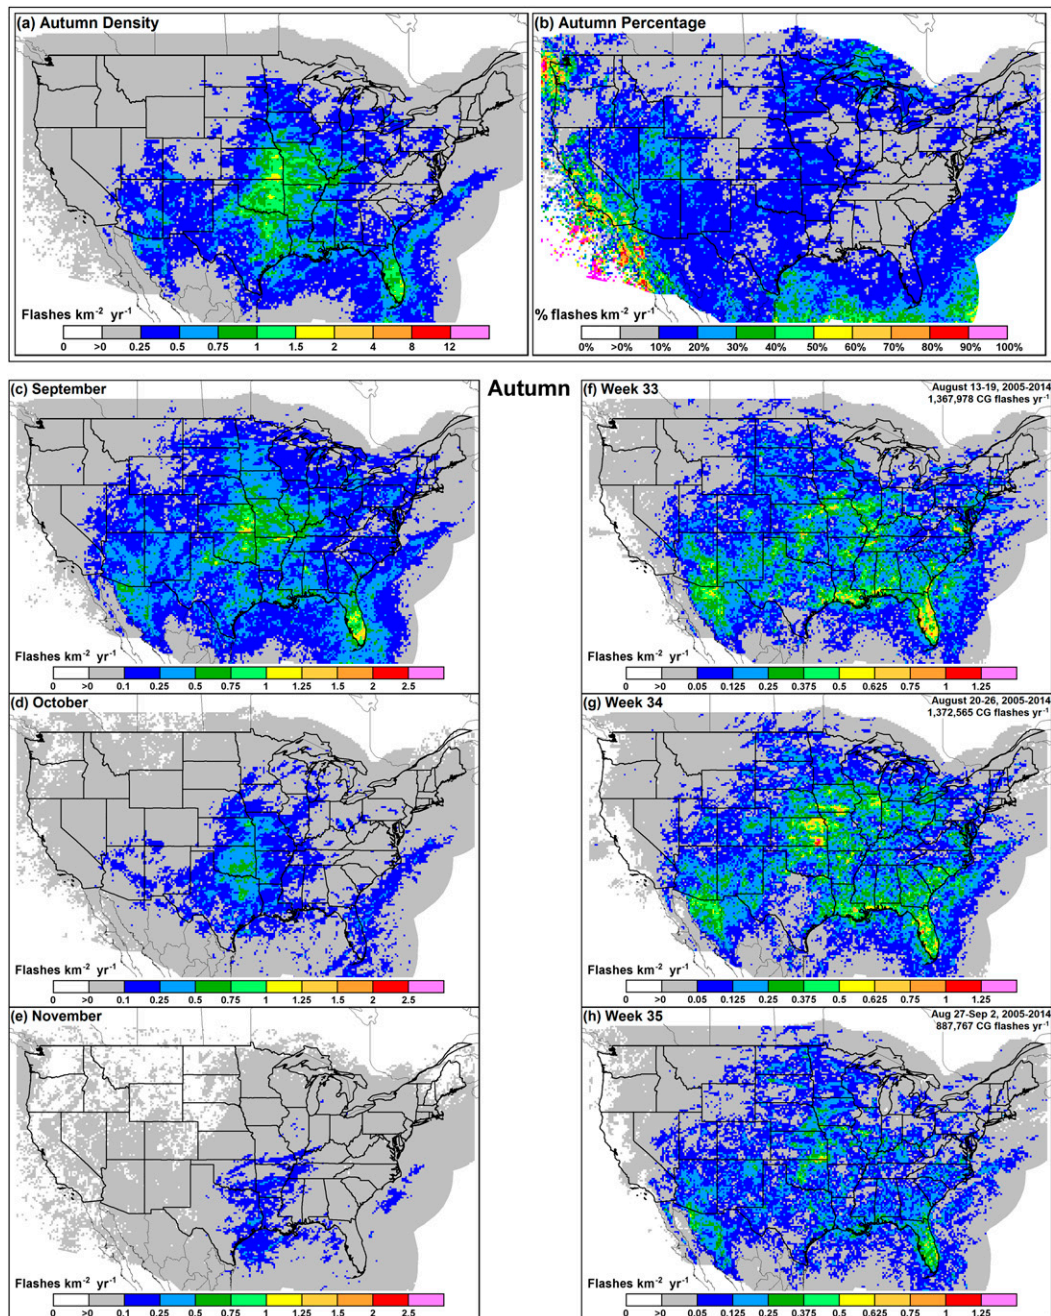 (a) Autumn Density
Flashes km-2 yr-1
0 >0 0.25 0.5 0.75 1 1.5 2 4 8 12
(b) Autumn Percentage
% flashes km-2 yr-1
0% >0% 10% 20% 30% 40% 50% 60% 70% 80% 90% 100%
Autumn
(c) September
Flashes km-2 yr-1
0 >0 0.1 0.25 0.5 0.75 1 1.25 1.5 2 2.5
(d) October
Flashes km-2 yr-1
0 >0 0.1 0.25 0.5 0.75 1 1.25 1.5 2 2.5
(e) November
Flashes km-2 yr-1
0 >0 0.1 0.25 0.5 0.75 1 1.25 1.5 2 2.5
(f) Week 33
August 13-19, 2005-2014
1,367,978 CG flashes yr-1
Flashes km-2 yr-1
0 >0 0.05 0.125 0.25 0.375 0.5 0.625 0.75 1 1.25
(g) Week 34
August 20-26, 2005-2014
1,372,565 CG flashes yr-1
Flashes km-2 yr-1
0 >0 0.05 0.125 0.25 0.375 0.5 0.625 0.75 1 1.25
(h) Week 35
Aug 27-Sep 2, 2005-2014
887,767 CG flashes yr-1
Flashes km-2 yr-1
0 >0 0.05 0.125 0.25 0.375 0.5 0.625 0.75 1 1.25